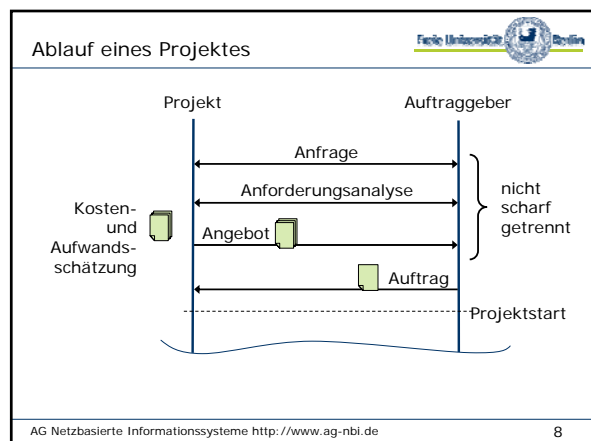 Ablauf eines Projektes
Freie Universität Berlin
Projekt
Auftraggeber
Anfrage
Anforderungsanalyse
nicht
scharf
getrennt
Kosten-
und
Aufwands-
schätzung
Angebot
Auftrag
Projektstart
AG Netzbasierte Informationssysteme http://www.ag-nbi.de
8